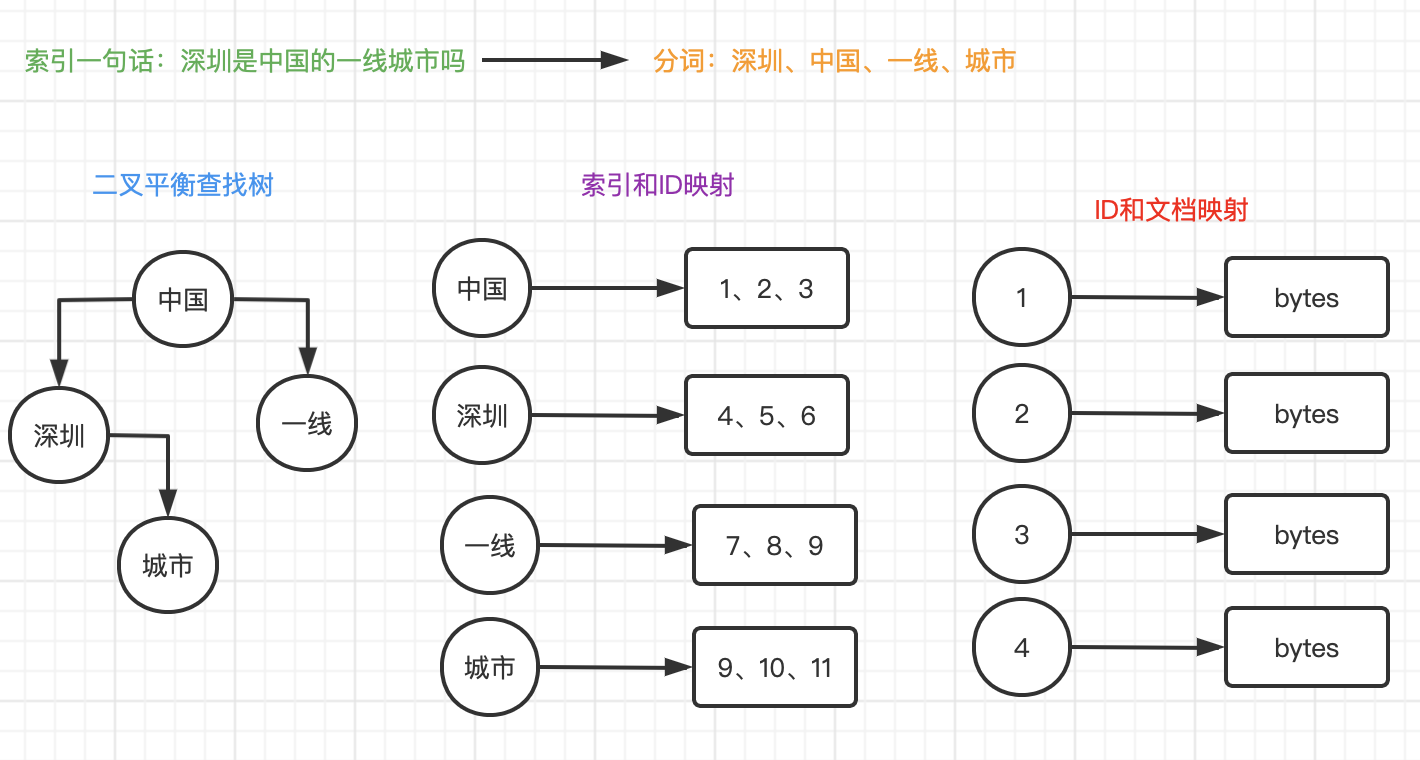 索引一句话：深圳是中国的一线城市吗
分词：深圳、中国、一线、城市
二叉平衡查找树
中国
深圳
一线
城市
索引和ID映射
中国
1、2、3
深圳
4、5、6
一线
7、8、9
城市
9、10、11
ID和文档映射
1
bytes
2
bytes
3
bytes
4
bytes